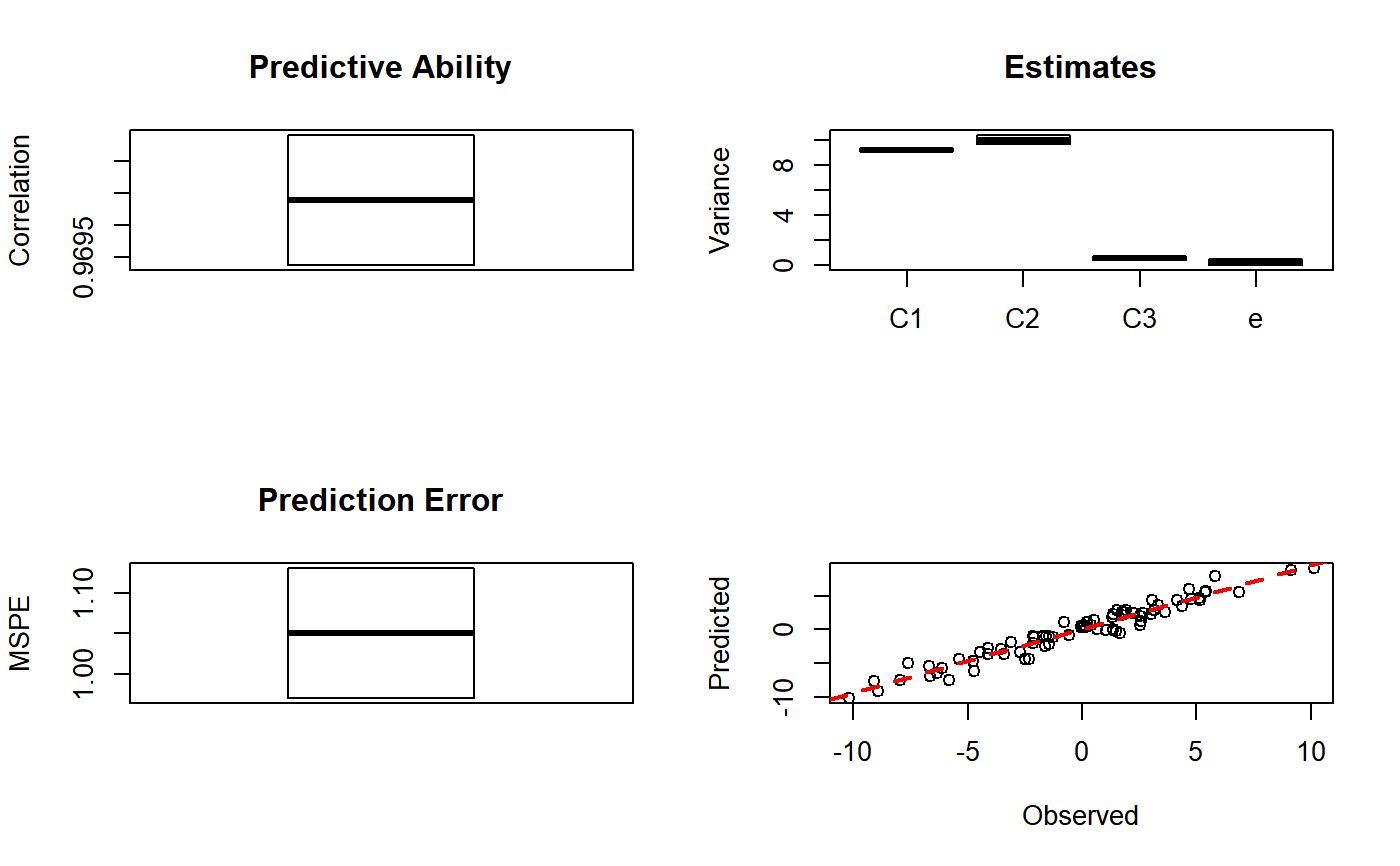 Predictive Ability
Correlation
0.9695
Estimates
Variance
8
4
0
C1 C2 C3 e
Prediction Error
MSPE
1.10
1.00
Predicted
0
-10
-10 -5 0 5 10
Observed